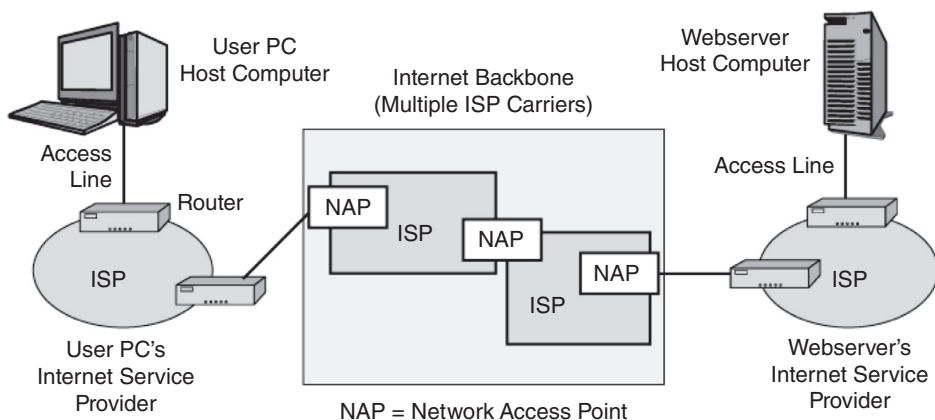 User PC
Host Computer
Webserver
Host Computer
Internet Backbone
(Multiple ISP Carriers)
Access
Line
Access Line
Router
NAP
ISP
NAP
ISP
NAP
ISP
ISP
User PC's
Internet Service
Provider
Webserver's
Internet Service
Provider
NAP = Network Access Point